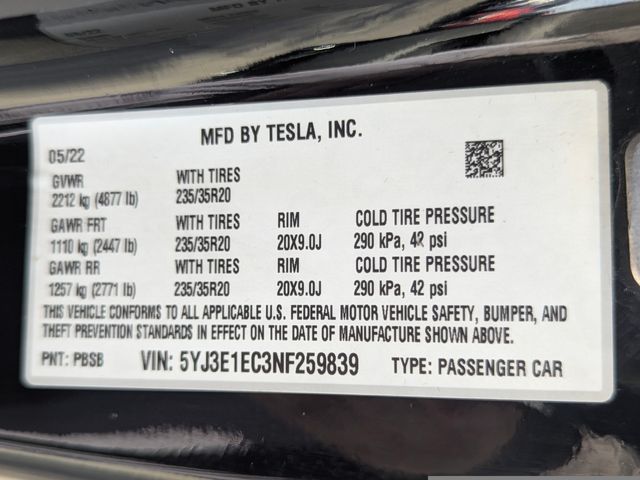 MFD BY TESLA, INC.
05/22
GVWR WITH TIRES
2212 kg (4877 lb) 235/35R20
GAWR FRT WITH TIRES RIM COLD TIRE PRESSURE
1110 kg (2447 lb) 235/35R20 20X9.0J 290 kPa, 42 psi
GAWR RR WITH TIRES RIM COLD TIRE PRESSURE
1257 kg (2771 lb) 235/35R20 20X9.0J 290 kPa, 42 psi
THIS VEHICLE CONFORMS TO ALL APPLICABLE U.S. FEDERAL MOTOR VEHICLE SAFETY, BUMPER, AND
THEFT PREVENTION STANDARDS IN EFFECT ON THE DATE OF MANUFACTURE SHOWN ABOVE.
PNT: PBSB VIN: 5YJ3E1EC3NF259839 TYPE: PASSENGER CAR